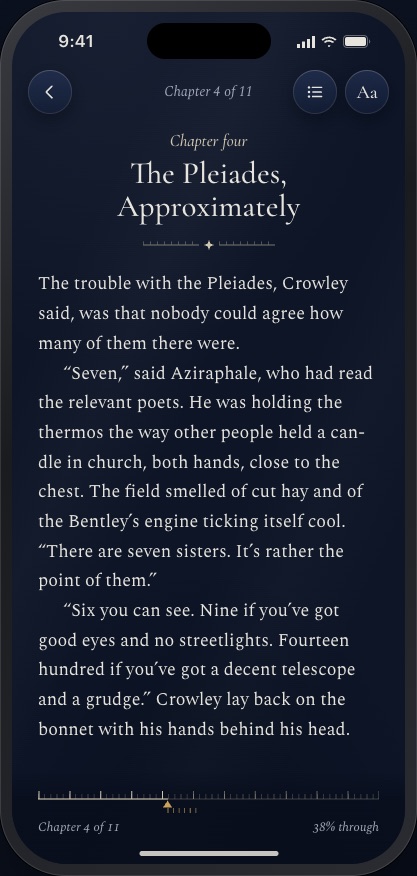 9:41
Chapter 4 of 11
Aa
Chapter four
The Pleiades,
Approximately
The trouble with the Pleiades, Crowley
said, was that nobody could agree how
many of them there were.
“Seven,” said Aziraphale, who had read
the relevant poets. He was holding the
thermos the way other people held a can-
dle in church, both hands, close to the
chest. The field smelled of cut hay and of
the Bentley’s engine ticking itself cool.
“There are seven sisters. It’s rather the
point of them.”
“Six you can see. Nine if you’ve got
good eyes and no streetlights. Fourteen
hundred if you’ve got a decent telescope
and a grudge.” Crowley lay back on the
bonnet with his hands behind his head.
Chapter 4 of 11
38% through